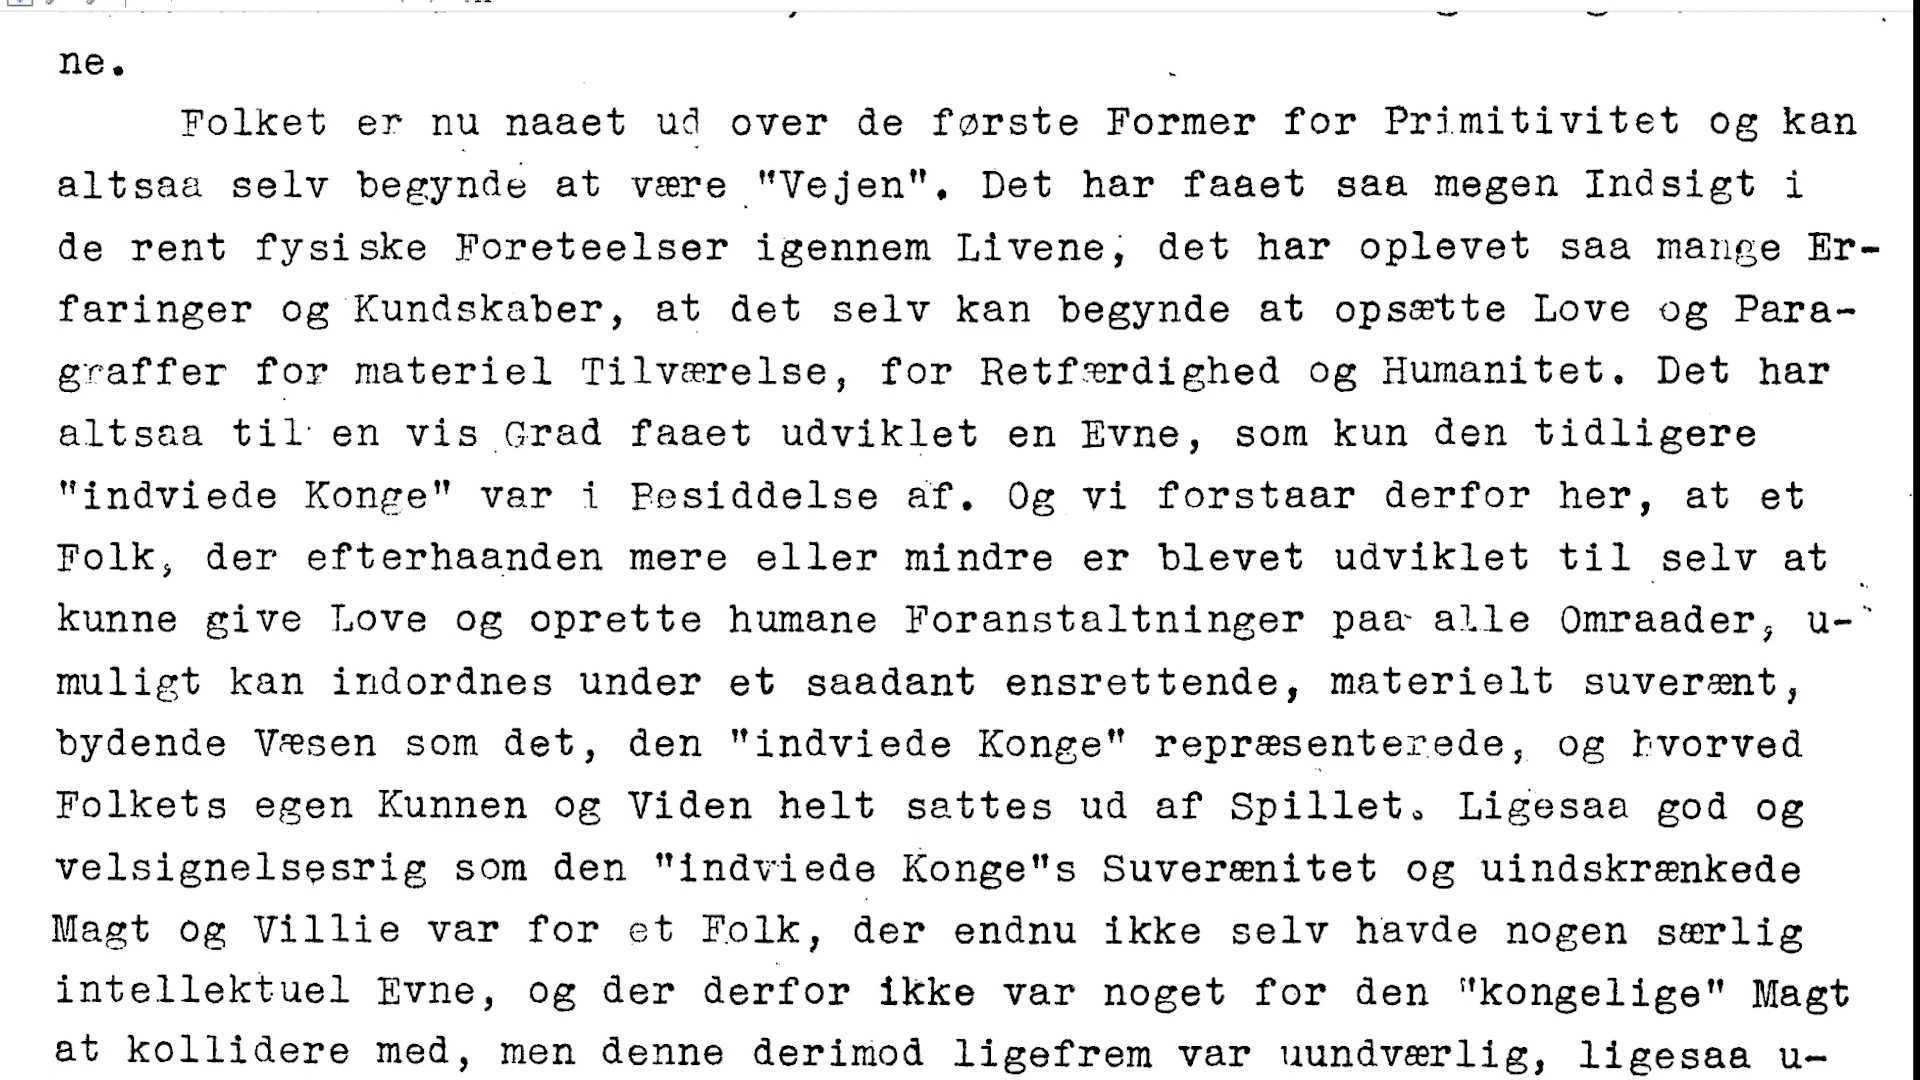 ne.
Folket er nu naaet ud over de første Former for Primitivitet og kan
altsaa selv begynde at være "Vejen". Det har faaet saa megen Indsigt i
de rent fysiske Foreteelser igennem Livene, det har oplevet saa mange Er-
faringer og Kundskaber, at det selv kan begynde at opsætte Love og Para-
graffer for materiel Tilværelse, for Retfærdighed og Humanitet. Det har
altsaa til en vis Grad faaet udviklet en Evne, som kun den tidligere
"indviede Konge" var i Besiddelse af. Og vi forstaar derfor her, at et
Folk, der efterhaanden mere eller mindre er blevet udviklet til selv at
kunne give Love og oprette humane Foranstaltninger paa alle Omraader, u-
muligt kan indordnes under et saadant ensrettende, materielt suverænt,
bydende Væsen som det, den "indviede Konge" repræsenterede, og hvorved
Folkets egen Kunnen og Viden helt sattes ud af Spillet. Ligesaa god og
velsignelsesrig som den "indviede Konge"s Suverænitet og uindskrænkede
Magt og Villie var for et Folk, der endnu ikke selv havde nogen særlig
intellektuel Evne, og der derfor ikke var noget for den "kongelige" Magt
at kollidere med, men denne derimod ligefrem var uundværlig, ligesaa u-